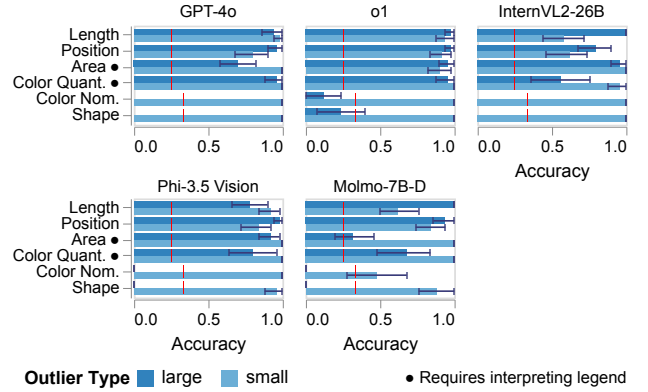 GPT-4o o1 InternVL2-26B
Length
Position
Area ●
Color Quant. ●
Color Nom.
Shape
0.0 0.5 1.0 0.0 0.5 1.0 0.0 0.5 1.0
Accuracy
Phi-3.5 Vision Molmo-7B-D
Length
Position
Area ●
Color Quant. ●
Color Nom.
Shape
0.0 0.5 1.0 0.0 0.5 1.0
Accuracy Accuracy
Outlier Type large small ● Requires interpreting legend